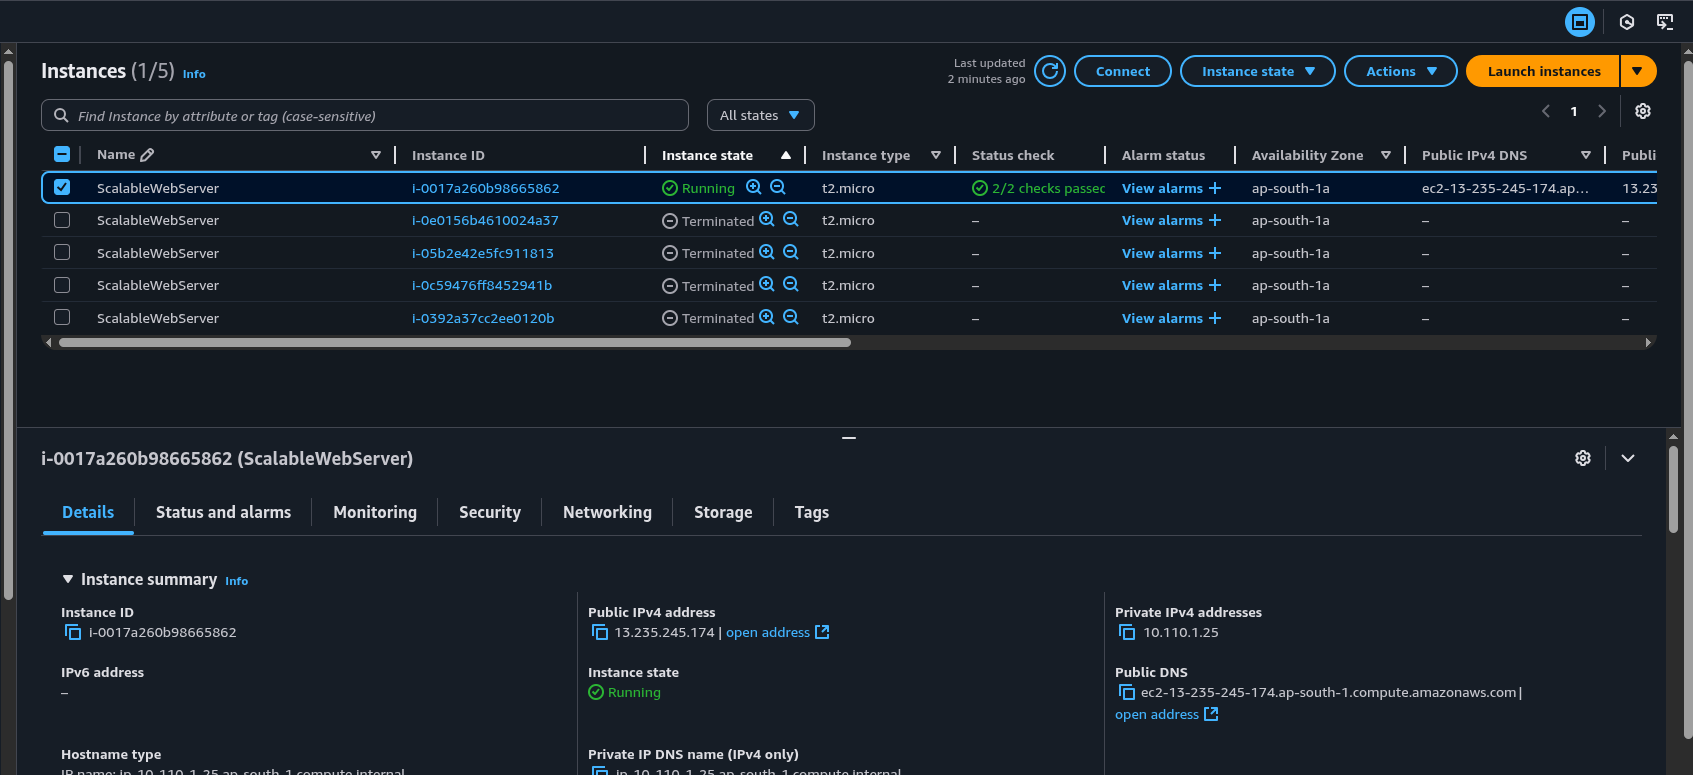 Instances (1/5) Info
Last updated
2 minutes ago
Connect
Instance state
Actions
Launch instances
Find Instance by attribute or tag (case-sensitive)
All states
1
Name Instance ID Instance state Instance type Status check Alarm status Availability Zone Public IPv4 DNS Publi
ScalableWebServer i-0017a260b98665862 Running t2.micro 2/2 checks passec View alarms + ap-south-1a ec2-13-235-245-174.ap... 13.23
ScalableWebServer i-0e0156b4610024a37 Terminated t2.micro – View alarms + ap-south-1a – –
ScalableWebServer i-05b2e42e5fc911813 Terminated t2.micro – View alarms + ap-south-1a – –
ScalableWebServer i-0c59476ff8452941b Terminated t2.micro – View alarms + ap-south-1a – –
ScalableWebServer i-0392a37cc2ee0120b Terminated t2.micro – View alarms + ap-south-1a – –
i-0017a260b98665862 (ScalableWebServer)
Details Status and alarms Monitoring Security Networking Storage Tags
Instance summary Info
Instance ID
i-0017a260b98665862
Public IPv4 address
13.235.245.174 | open address
Private IPv4 addresses
10.110.1.25
IPv6 address
–
Instance state
Running
Public DNS
ec2-13-235-245-174.ap-south-1.compute.amazonaws.com |
open address
Hostname type
IP name: ip-10-110-1-25.ap-south-1.compute.internal
Private IP DNS name (IPv4 only)
ip-10-110-1-25.ap-south-1.compute.internal